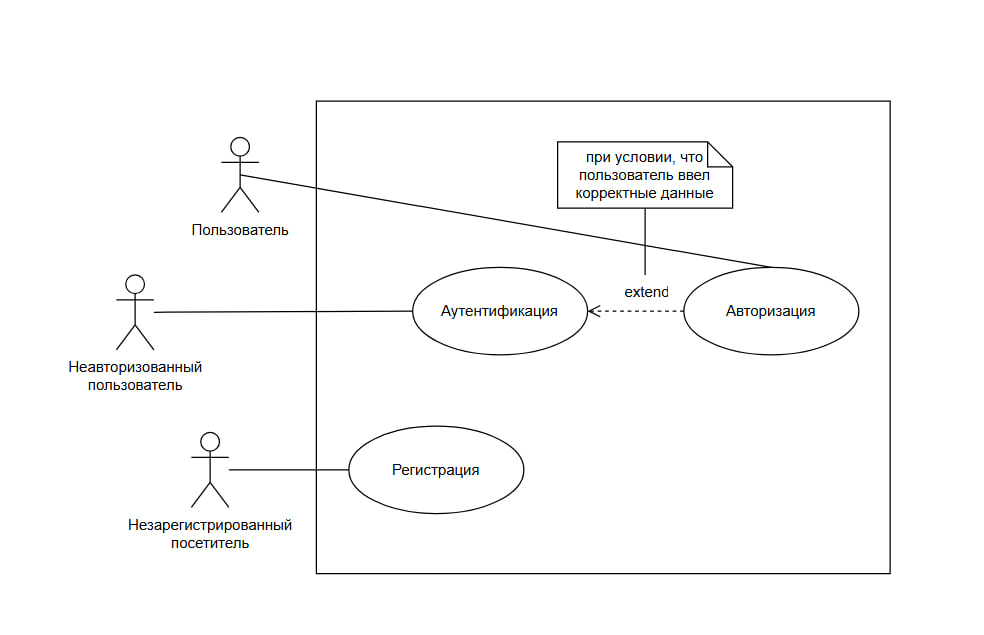 при условии, что
пользователь ввел
корректные данные
Пользователь
extend
Аутентификация
Авторизация
Неавторизованный
пользователь
Регистрация
Незарегистрированный
посетитель